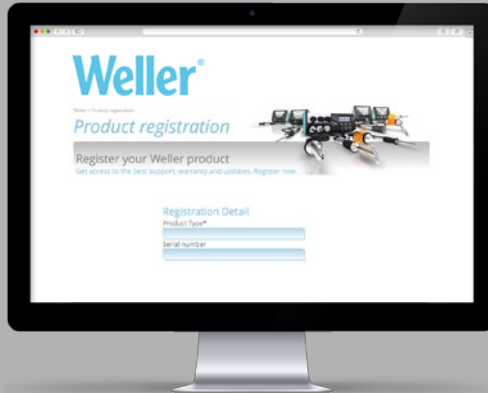 Weller®
Weller > Product registration
Product registration
Register your Weller product
Get access to the best support, warranty and updates. Register now.
Registration Detail
Product Type*
Serial number